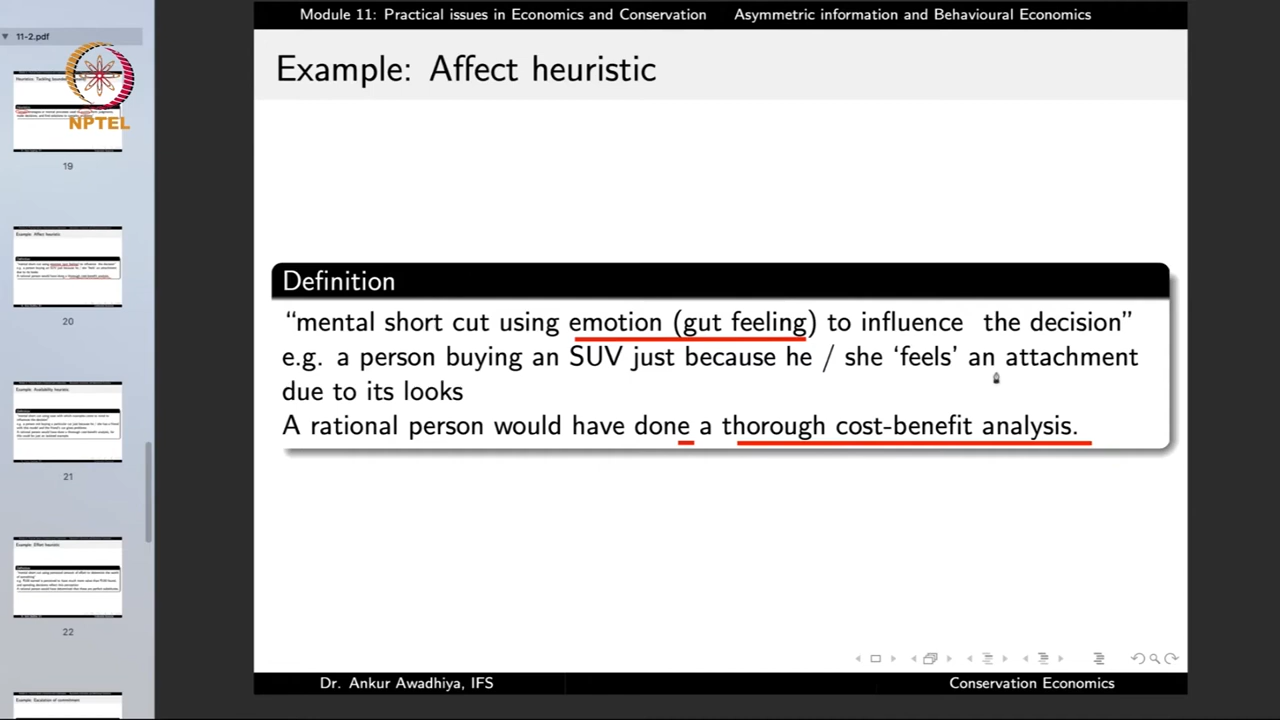 Module 11: Practical issues in Economics and Conservation Asymmetric information and Behavioural Economics
11-2.pdf
NPTEL
Example: Affect heuristic
Definition
“mental short cut using emotion (gut feeling) to influence the decision”
e.g. a person buying an SUV just because he / she ‘feels’ an attachment
due to its looks
A rational person would have done a thorough cost-benefit analysis.
19
20
21
22
Dr. Ankur Awadhiya, IFS Conservation Economics